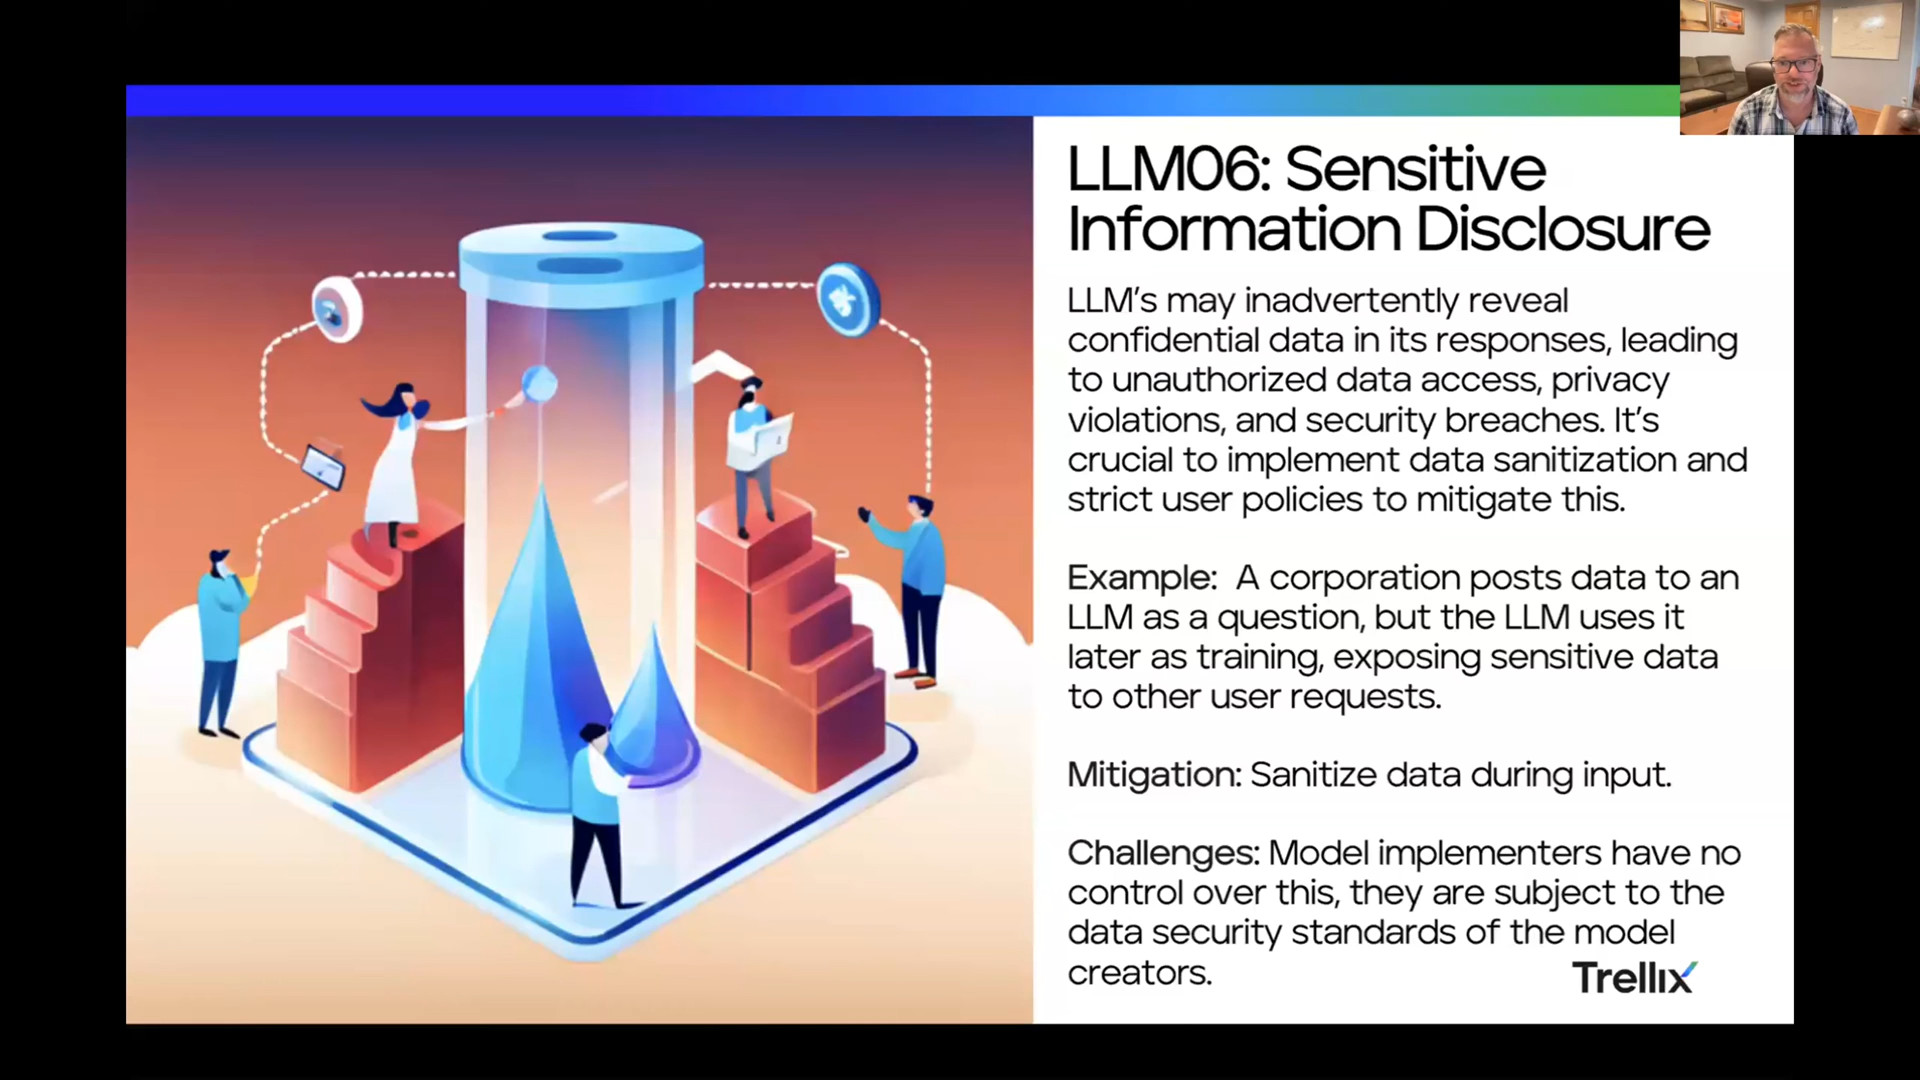 LLM06: Sensitive
Information Disclosure
LLM's may inadvertently reveal
confidential data in its responses, leading
to unauthorized data access, privacy
violations, and security breaches. It's
crucial to implement data sanitization and
strict user policies to mitigate this.
Example: A corporation posts data to an
LLM as a question, but the LLM uses it
later as training, exposing sensitive data
to other user requests.
Mitigation: Sanitize data during input.
Challenges: Model implementers have no
control over this, they are subject to the
data security standards of the model
creators.
Trellix